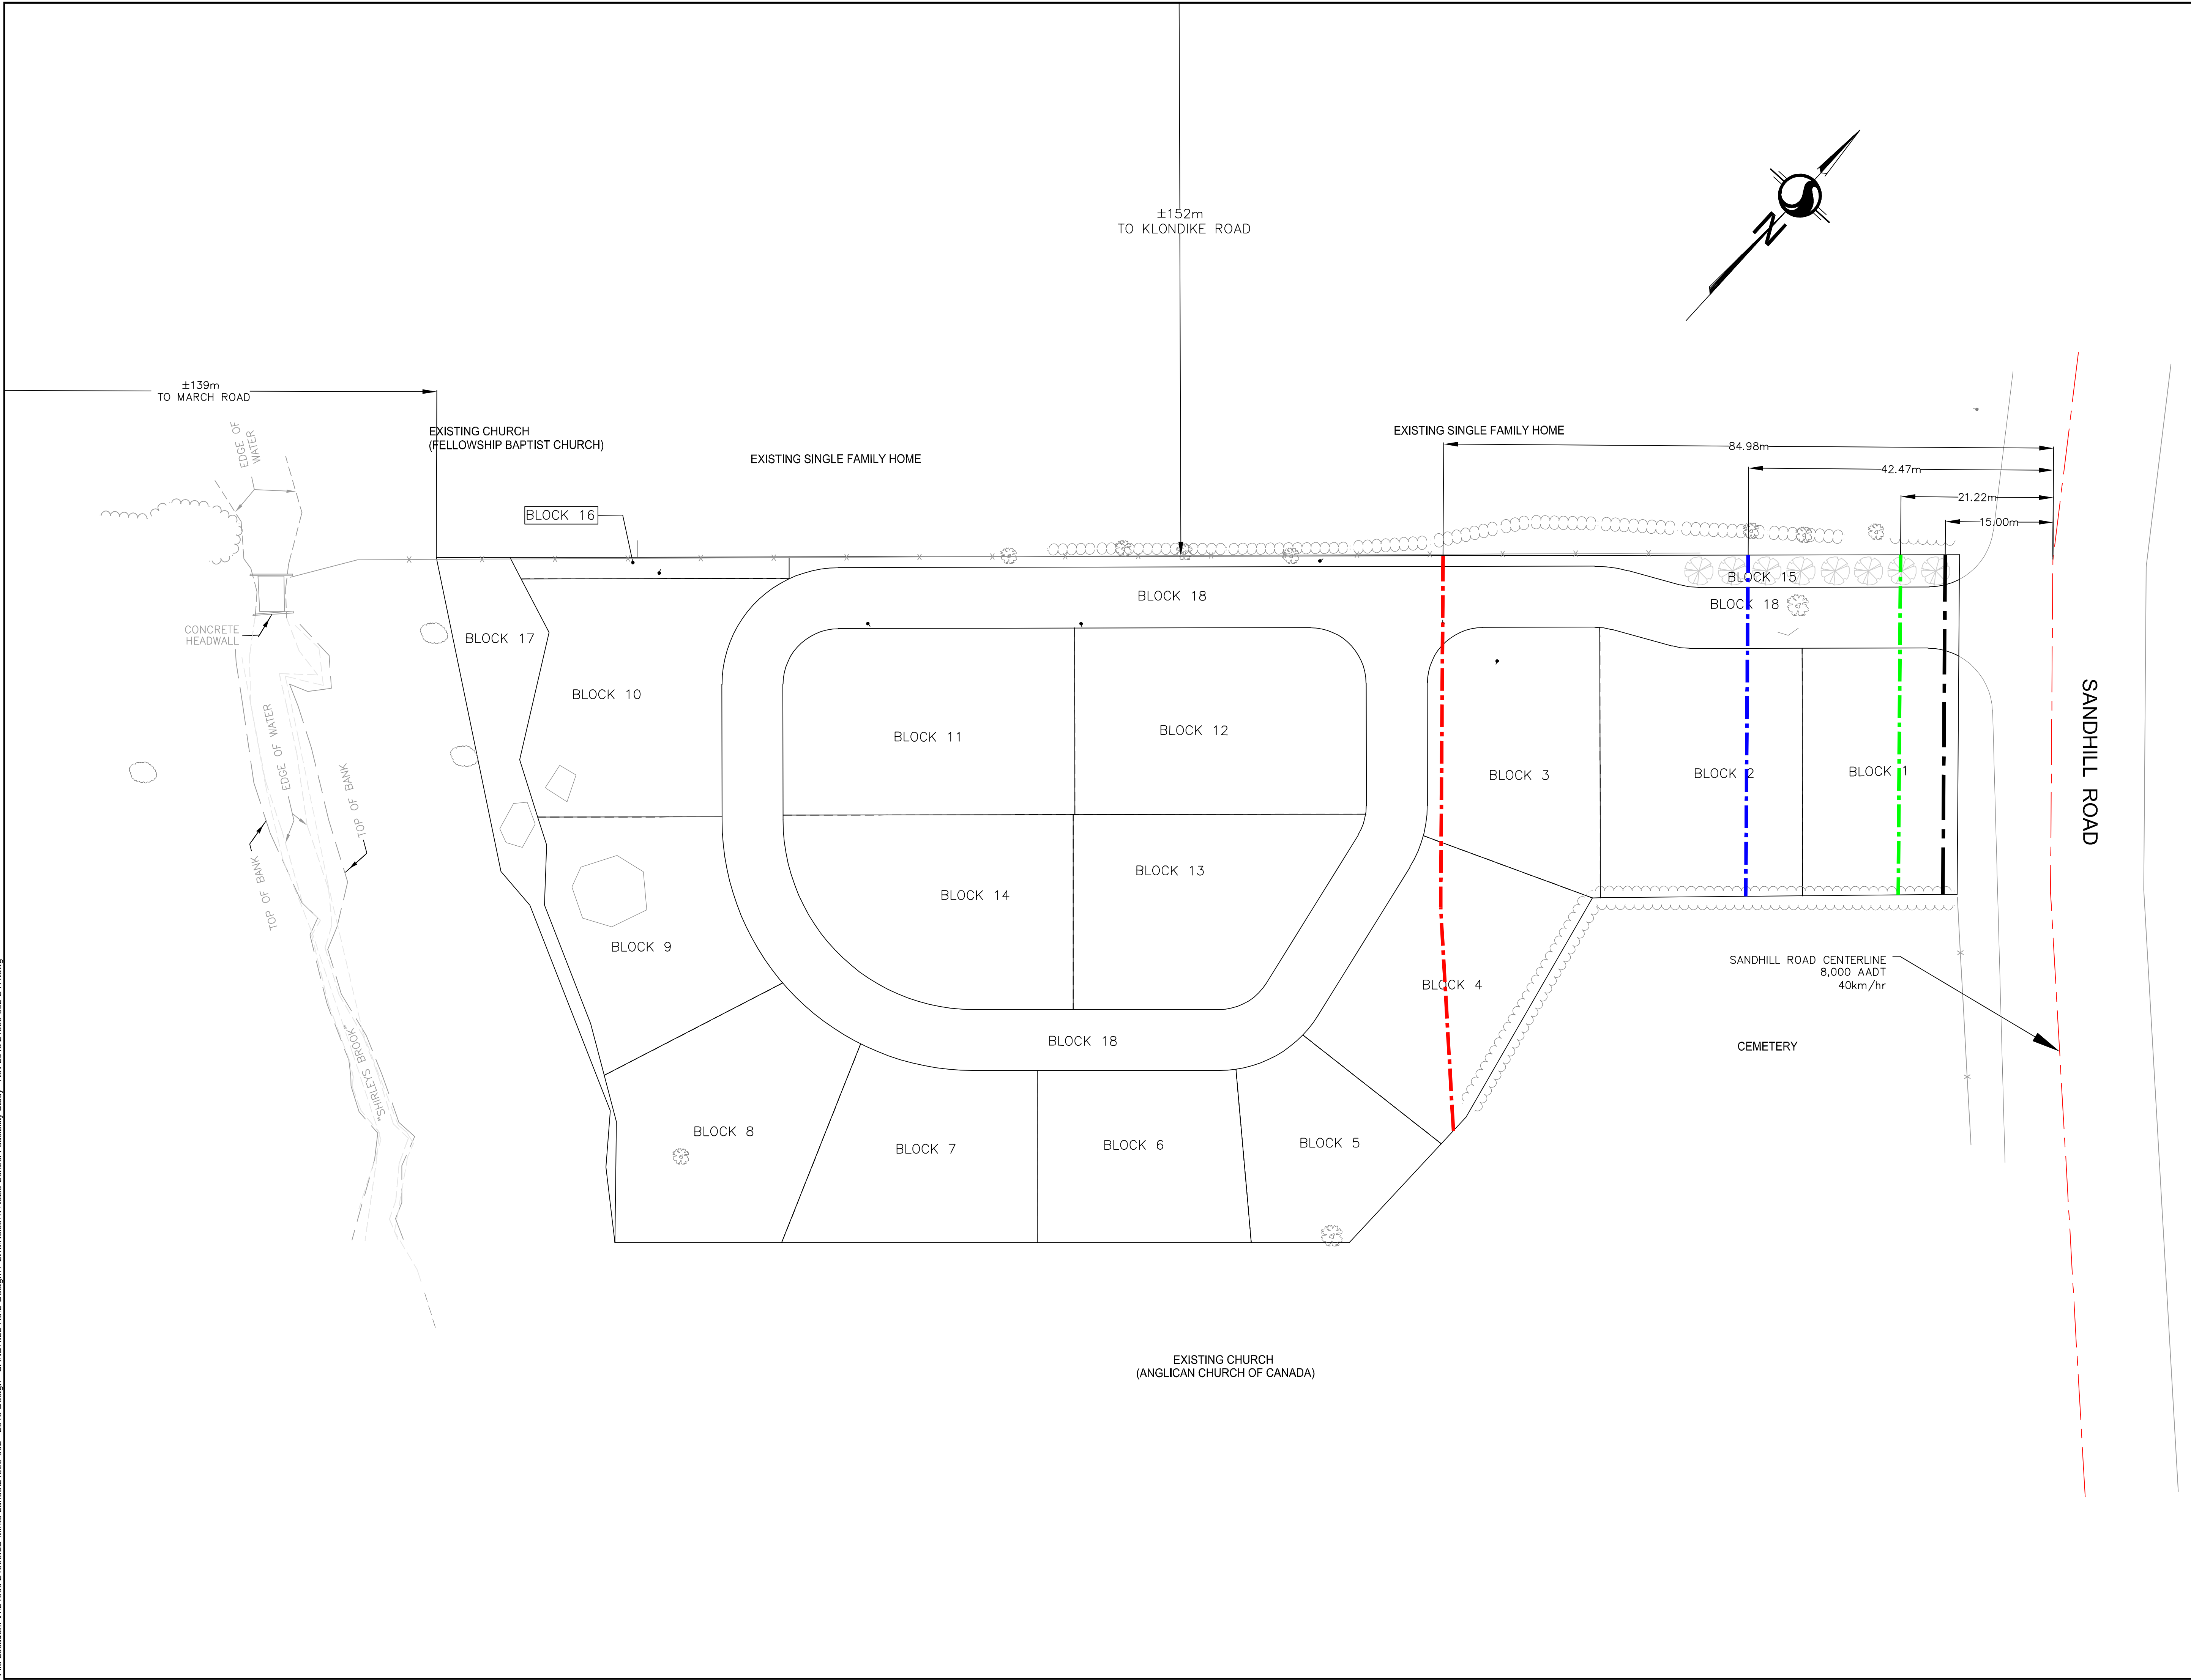 ±152m
TO KLONDIKE ROAD
N
±139m
TO MARCH ROAD
EDGE OF
WATER
EXISTING CHURCH
(FELLOWSHIP BAPTIST CHURCH)
EXISTING SINGLE FAMILY HOME
EXISTING SINGLE FAMILY HOME
84.98m
42.47m
21.22m
15.00m
BLOCK 16
BLOCK 15
BLOCK 18
BLOCK 18
CONCRETE
HEADWALL
BLOCK 17
BLOCK 10
BLOCK 11
BLOCK 12
BLOCK 3
BLOCK 2
BLOCK 1
SANDHILL ROAD
EDGE OF WATER
TOP OF BANK
TOP OF BANK
BLOCK 14
BLOCK 13
BLOCK 9
BLOCK 4
SANDHILL ROAD CENTERLINE
8,000 AADT
40km/hr
CEMETERY
"SHIRLEYS BROOK"
BLOCK 18
BLOCK 8
BLOCK 7
BLOCK 6
BLOCK 5
EXISTING CHURCH
(ANGLICAN CHURCH OF CANADA)